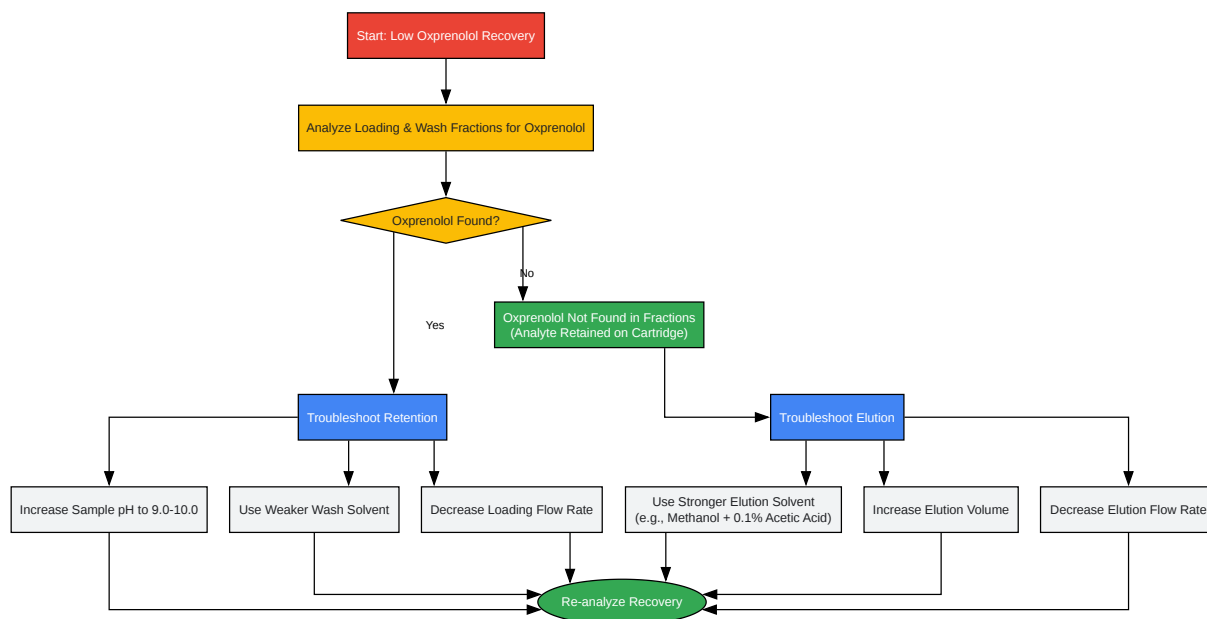 Start: Low Oxprenolol Recovery
Analyze Loading & Wash Fractions for Oxprenolol
Oxprenolol Found?
No
Oxprenolol Not Found in Fractions
(Analyte Retained on Cartridge)
Yes
Troubleshoot Retention
Troubleshoot Elution
Increase Sample pH to 9.0-10.0
Use Weaker Wash Solvent
Decrease Loading Flow Rate
Use Stronger Elution Solvent
(e.g., Methanol + 0.1% Acetic Acid)
Increase Elution Volume
Decrease Elution Flow Rate
Re-analyze Recovery